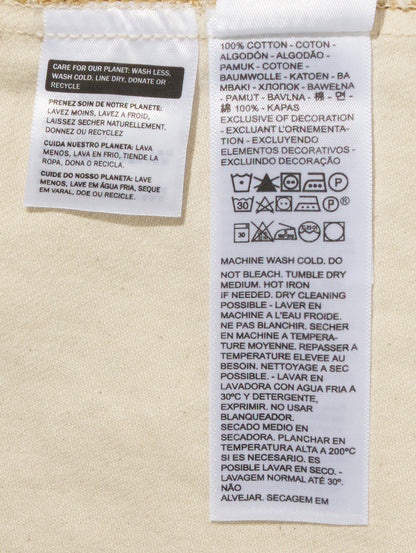 CARE FOR OUR PLANET: WASH LESS,
WASH COLD, LINE DRY, DONATE OR
RECYCLE
PRENEZ SOIN DE NOTRE PLANETE:
LAVEZ MOINS, LAVEZ A FROID,
LAISSEZ SECHER NATURELLEMENT,
DONNEZ OU RECYCLEZ
CUIDA NUESTRO PLANETA: LAVA
MENOS, LAVA EN FRIO, TIENDE LA
ROPA, DONA O RECICLA.
CUIDE DO NOSSO PLANETA: LAVE
MENOS, LAVE EM ÁGUA FRIA, SEQUE
EM VARAL, DOE OU RECICLE.
100% COTTON - COTON -
ALGODÓN - ALGODÃO -
PAMUK - COTONE -
BAUMWOLLE - KATOEN - BA
MBAKI - ХЛОПОК - BAWEŁNA
- PAMUT - BAVLNA - 棉 - 면 -
綿 100% - KAPAS
EXCLUSIVE OF DECORATION
- EXCLUANT L'ORNEMENTA-
TION - EXCLUYENDO
ELEMENTOS DECORATIVOS -
EXCLUINDO DECORAÇÃO
P
30 P ®
30
MACHINE WASH COLD. DO
NOT BLEACH. TUMBLE DRY
MEDIUM. HOT IRON
IF NEEDED. DRY CLEANING
POSSIBLE - LAVER EN
MACHINE A L'EAU FROIDE.
NE PAS BLANCHIR. SECHER
EN MACHINE A TEMPERA-
TURE MOYENNE. REPASSER A
TEMPERATURE ELEVEE AU
BESOIN. NETTOYAGE A SEC
POSSIBLE. - LAVAR EN
LAVADORA CON AGUA FRIA A
30ºC Y DETERGENTE,
EXPRIMIR. NO USAR
BLANQUEADOR.
SECADO MEDIO EN
SECADORA. PLANCHAR EN
TEMPERATURA ALTA A 200ºC
SI ES NECESARIO. ES
POSIBLE LAVAR EN SECO. -
LAVAGEM NORMAL ATÉ 30º.
NÃO
ALVEJAR. SECAGEM EM